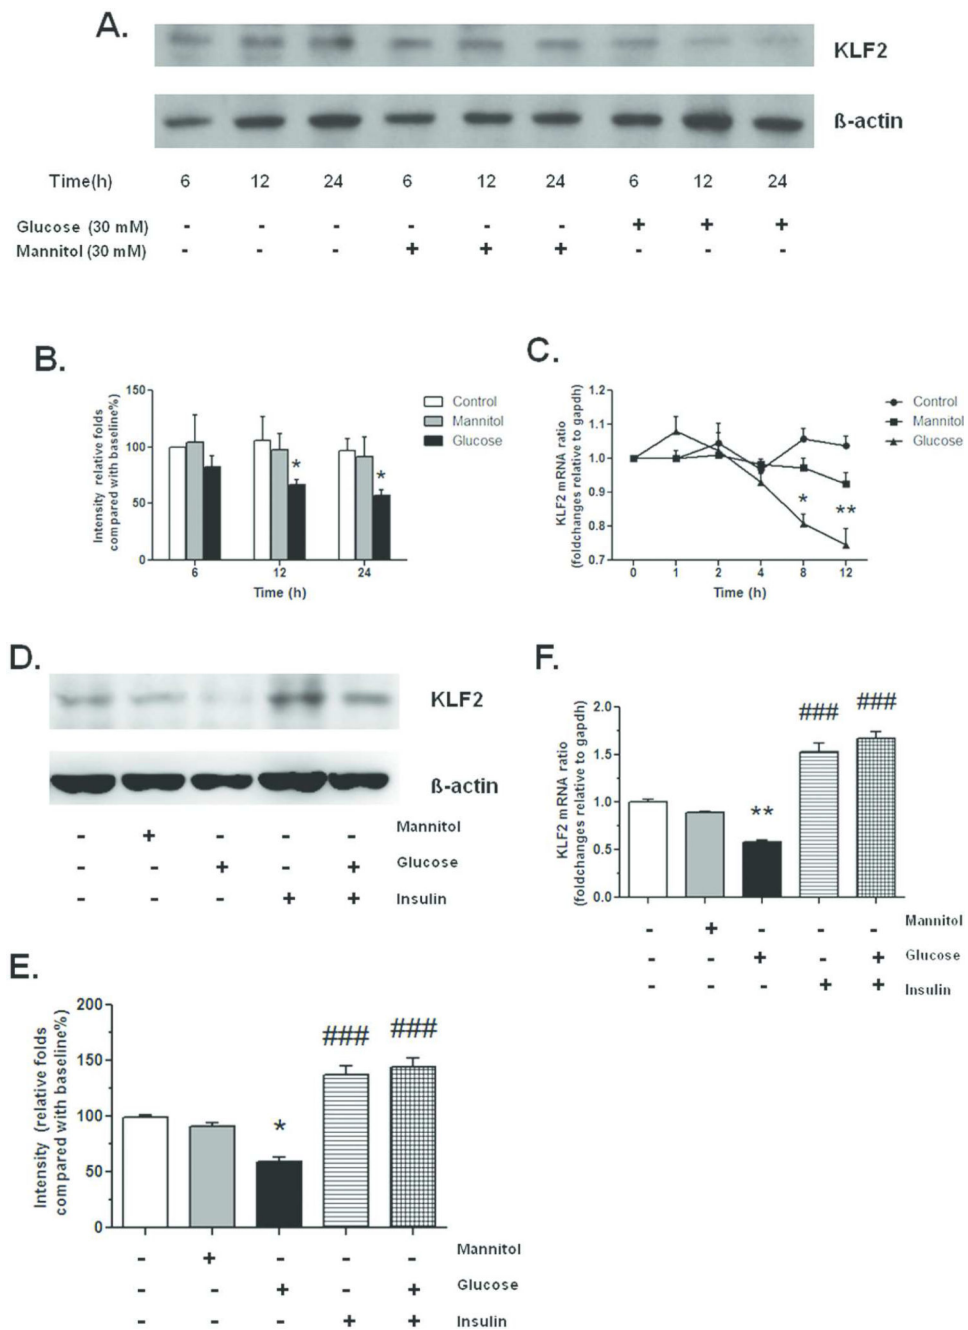 A.
KLF2
ß-actin
Time(h) 6 12 24 6 12 24 6 12 24
Glucose (30 mM) - - - - - - + + +
Mannitol (30 mM) - - - + + + - - -
B.
Intensity relative folds
compared with baseline%
150
100
50
0
* *
6 12 24
Time (h)
Control
Mannitol
Glucose
C.
KLF2 mRNA ratio
(foldchanges relative to gapdh)
1.2
1.1
1.0
0.9
0.8
0.7
* **
0 1 2 4 8 12
Time (h)
Control
Mannitol
Glucose
D.
KLF2
ß-actin
- + - - - Mannitol
- - + - + Glucose
- - - + + Insulin
F.
KLF2 mRNA ratio
(foldchanges relative to gapdh)
2.0
1.5
1.0
0.5
0.0
** ### ###
- + - - - Mannitol
- - + - + Glucose
- - - + + Insulin
E.
Intensity (relative folds
compared with baseline%)
200
150
100
50
0
* ### ###
- + - - - Mannitol
- - + - + Glucose
- - - + + Insulin